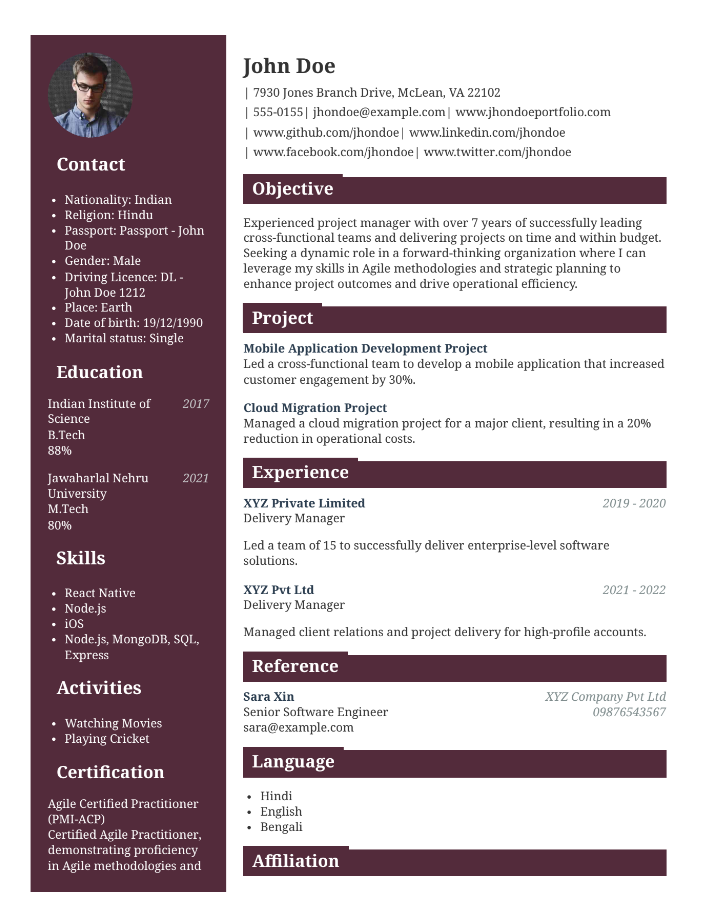 Contact
Nationality: Indian
Religion: Hindu
Passport: Passport - John
Doe
Gender: Male
Driving Licence: DL -
John Doe 1212
Place: Earth
Date of birth: 19/12/1990
Marital status: Single
Education
Indian Institute of 2017
Science
B.Tech
88%
Jawaharlal Nehru 2021
University
M.Tech
80%
Skills
React Native
Node.js
iOS
Node.js, MongoDB, SQL,
Express
Activities
Watching Movies
Playing Cricket
Certification
Agile Certified Practitioner
(PMI-ACP)
Certified Agile Practitioner,
demonstrating proficiency
in Agile methodologies and
John Doe
| 7930 Jones Branch Drive, McLean, VA 22102
| 555-0155| jhondoe@example.com| www.jhondoeportfolio.com
| www.github.com/jhondoe| www.linkedin.com/jhondoe
| www.facebook.com/jhondoe| www.twitter.com/jhondoe
Objective
Experienced project manager with over 7 years of successfully leading
cross-functional teams and delivering projects on time and within budget.
Seeking a dynamic role in a forward-thinking organization where I can
leverage my skills in Agile methodologies and strategic planning to
enhance project outcomes and drive operational efficiency.
Project
Mobile Application Development Project
Led a cross-functional team to develop a mobile application that increased
customer engagement by 30%.
Cloud Migration Project
Managed a cloud migration project for a major client, resulting in a 20%
reduction in operational costs.
Experience
XYZ Private Limited 2019 - 2020
Delivery Manager
Led a team of 15 to successfully deliver enterprise-level software
solutions.
XYZ Pvt Ltd 2021 - 2022
Delivery Manager
Managed client relations and project delivery for high-profile accounts.
Reference
Sara Xin XYZ Company Pvt Ltd
Senior Software Engineer 09876543567
sara@example.com
Language
Hindi
English
Bengali
Affiliation